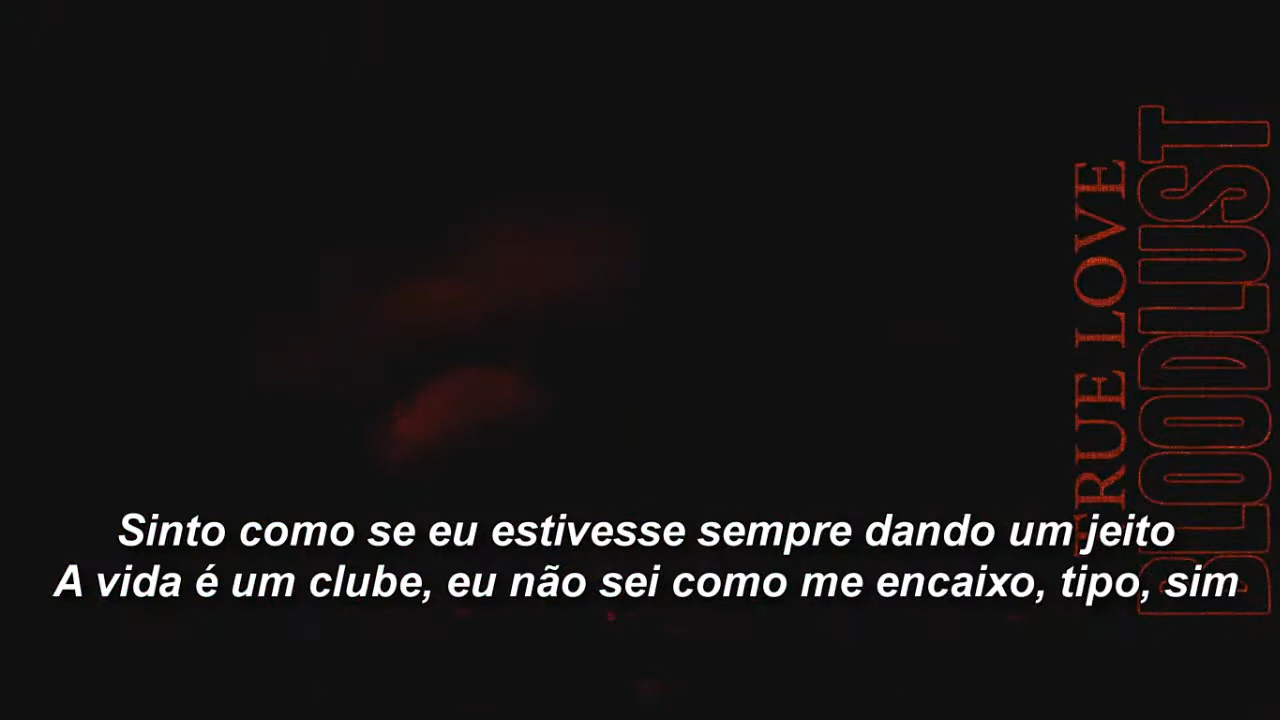 TRUE LOVE
BLOODLUST
Sinto como se eu estivesse sempre dando um jeito
A vida é um clube, eu não sei como me encaixo, tipo, sim